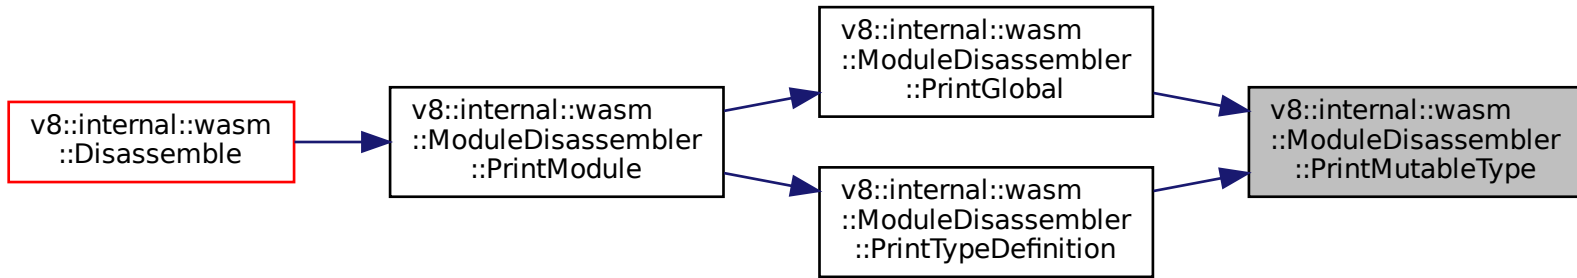 v8::internal::wasm
::Disassemble
v8::internal::wasm
::ModuleDisassembler
::PrintModule
v8::internal::wasm
::ModuleDisassembler
::PrintGlobal
v8::internal::wasm
::ModuleDisassembler
::PrintTypeDefinition
v8::internal::wasm
::ModuleDisassembler
::PrintMutableType